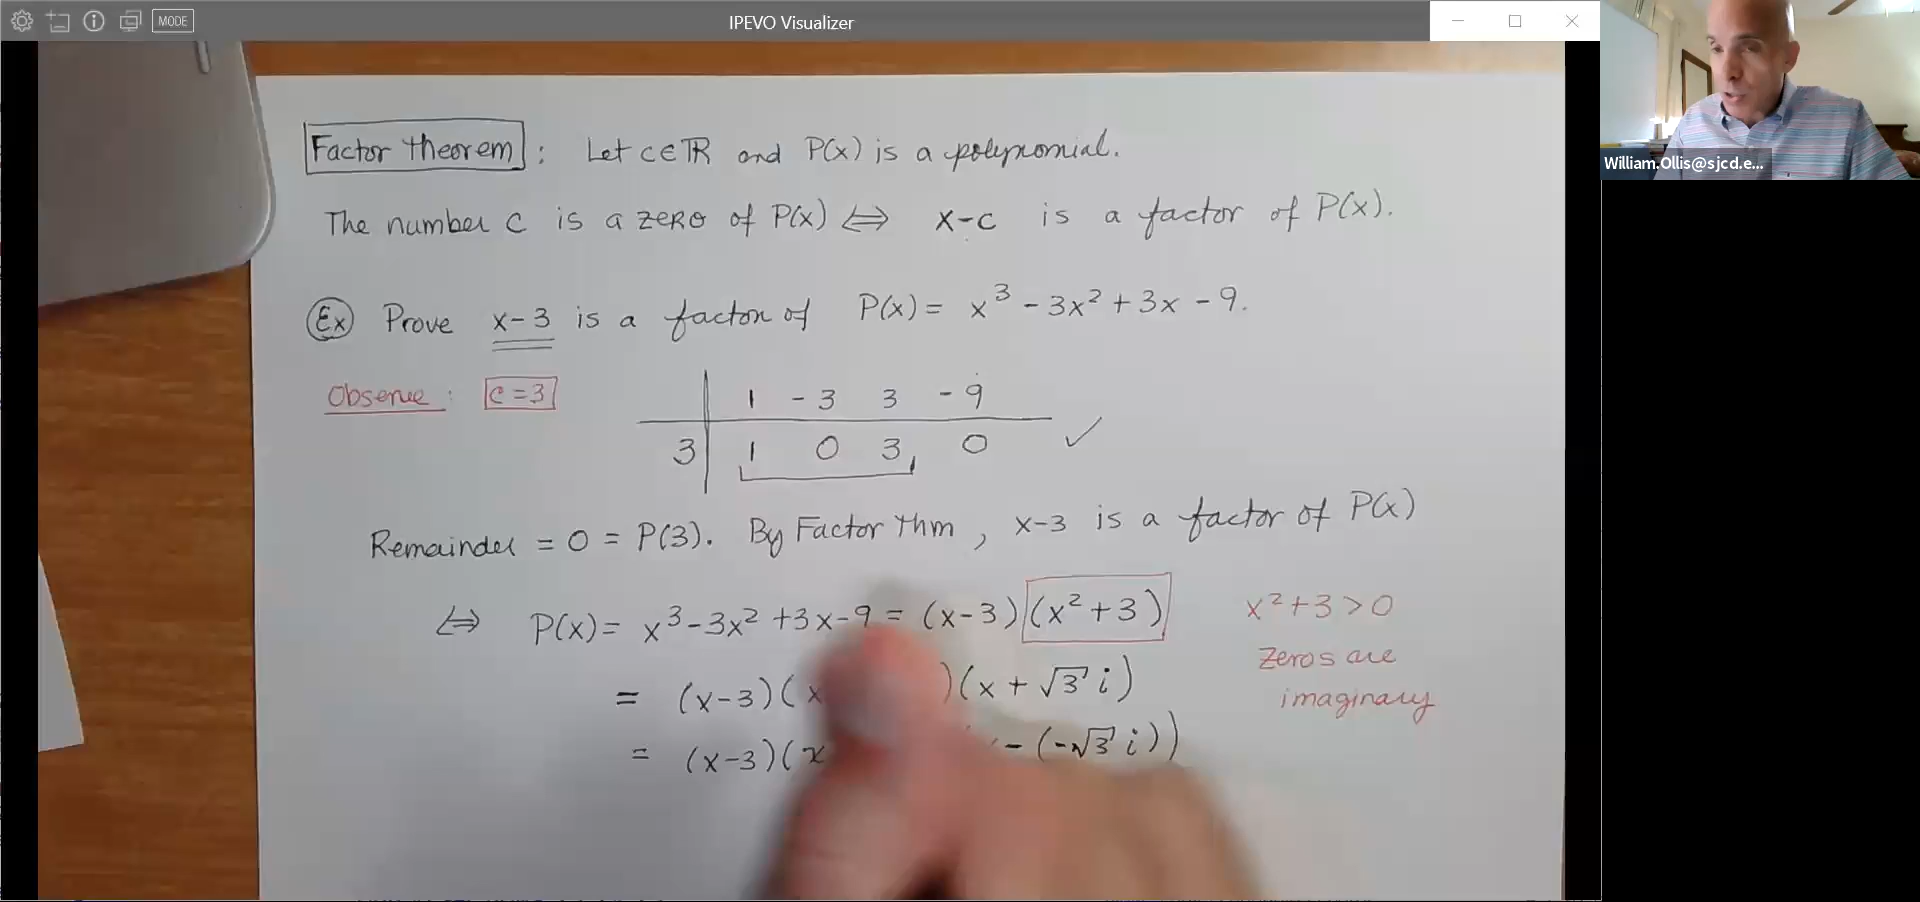 MODE
IPEVO Visualizer
William.Ollis@sjcd.e...
Factor theorem : Let c∈ℝ and P(x) is a polynomial.
The number c is a zero of P(x) ⟺ x-c is a factor of P(x).
Ex Prove x-3 is a factor of P(x) = x³ - 3x² + 3x - 9.
Observe : c=3
1 -3 3 -9
3 1 0 3 0 ✓
Remainder = 0 = P(3). By Factor Thm, x-3 is a factor of P(x)
⟺ P(x) = x³-3x²+3x-9 = (x-3)(x²+3) x²+3>0
Zeros are
= (x-3)(x )(x + √3 i) imaginary
= (x-3)(x - (-√3 i))